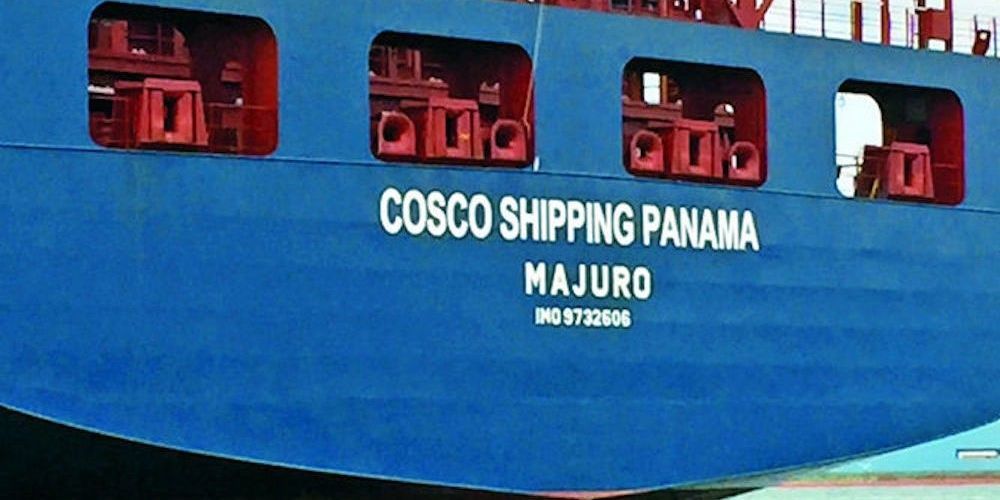 COSCO SHIPPING PANAMA
MAJURO
IMO 9732606